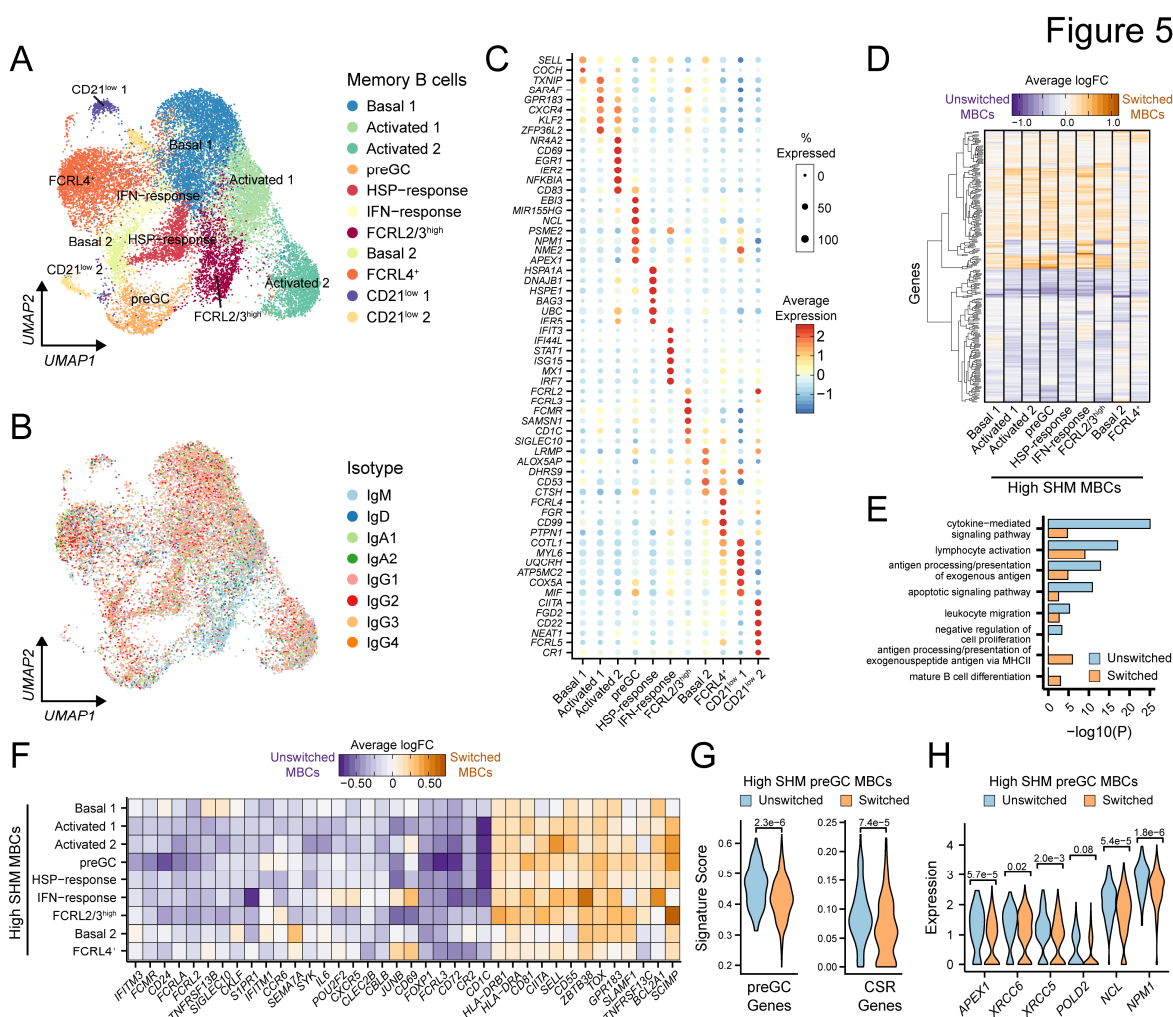 Figure 5
A
CD21low 1
Basal 1
FCRL4+
IFN-response
Activated 1
Basal 2
HSP-response
CD21low 2
preGC
Activated 2
FCRL2/3high
UMAP2
UMAP1
Memory B cells
Basal 1
Activated 1
Activated 2
preGC
HSP-response
IFN-response
FCRL2/3high
Basal 2
FCRL4+
CD21low 1
CD21low 2
B
UMAP2
UMAP1
Isotype
IgM
IgD
IgA1
IgA2
IgG1
IgG2
IgG3
IgG4
C
SELL
COCH
TXNIP
SARAF
GPR183
CXCR4
KLF2
ZFP36L2
NR4A2
CD69
EGR1
IER2
NFKBIA
CD83
EBI3
MIR155HG
NCL
PSME2
NPM1
NME2
APEX1
HSPA1A
DNAJB1
HSPE1
BAG3
UBC
IFR5
IFIT3
IFI44L
STAT1
ISG15
MX1
IRF7
FCRL2
FCRL3
FCMR
SAMSN1
CD1C
SIGLEC10
LRMP
ALOX5AP
DHRS9
CD53
CTSH
FCRL4
FGR
CD99
PTPN1
COTL1
MYL6
UQCRH
ATP5MC2
COX5A
MIF
CIITA
FGD2
CD22
NEAT1
FCRL5
CR1
Basal 1
Activated 1
Activated 2
preGC
HSP-response
IFN-response
FCRL2/3high
Basal 2
FCRL4+
CD21low 1
CD21low 2
%
Expressed
0
50
100
Average
Expression
2
1
0
−1
D
Average logFC
Unswitched
MBCs
−1.0
0.0
1.0
Switched
MBCs
Genes
Basal 1
Activated 1
Activated 2
preGC
HSP-response
IFN-response
FCRL2/3high
Basal 2
FCRL4+
High SHM MBCs
E
cytokine-mediated
signaling pathway
lymphocyte activation
antigen processing/presentation
of exogenous antigen
apoptotic signaling pathway
leukocyte migration
negative regulation of
cell proliferation
antigen processing/presentation of
exogenouspeptide antigen via MHCII
mature B cell differentiation
Unswitched
Switched
0
5
10
15
20
25
−log10(P)
F
Average logFC
Unswitched
MBCs
−0.50
0.00
0.50
Switched
MBCs
High SHM MBCs
Basal 1
Activated 1
Activated 2
preGC
HSP-response
IFN-response
FCRL2/3high
Basal 2
FCRL4+
IFITM3
FCMR
CD24
FCRLA
FCRL2
TNFRSF13B
SIGLEC10
CKLF
S1PR1
IFITM1
CCR6
SEMA7A
SYK
IL6
POU2F2
CXCR5
CLEC2B
CBLB
JUNB
CD69
FOXP1
FCRL3
CD72
CR2
CD1C
HLA-DRB1
HLA-DRA
CD81
CIITA
SELL
CD55
ZBTB38
TOX
GPR183
SLAMF1
TNFRSF13C
BCL2A1
SCIMP
G
High SHM preGC MBCs
Unswitched
Switched
Signature Score
2.3e-6
0.6
0.5
0.4
0.3
0.2
preGC
Genes
7.4e-5
0.20
0.15
0.10
0.05
0.00
CSR
Genes
H
High SHM preGC MBCs
Unswitched
Switched
Expression
4
3
2
1
0
5.7e-5
0.02
2.0e-3
0.08
5.4e-5
1.8e-6
APEX1
XRCC6
XRCC5
POLD2
NCL
NPM1